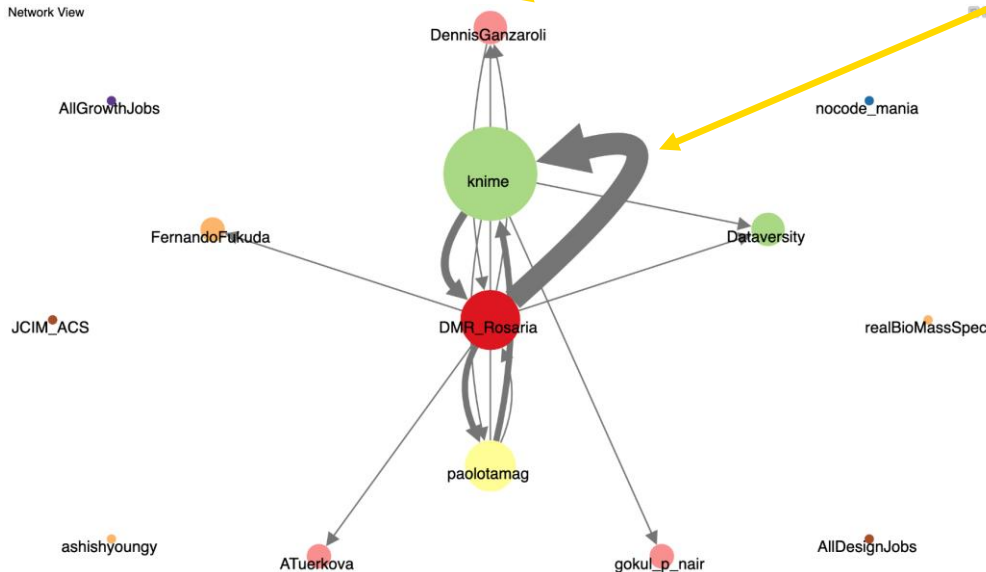 Network View
DennisGanzaroli
AllGrowthJobs
nocode_mania
knime
FernandoFukuda
Dataversity
JCIM_ACS
DMR_Rosaria
realBioMassSpec
paolotamag
ashishyoungy
AllDesignJobs
ATuerkova
gokul_p_nair